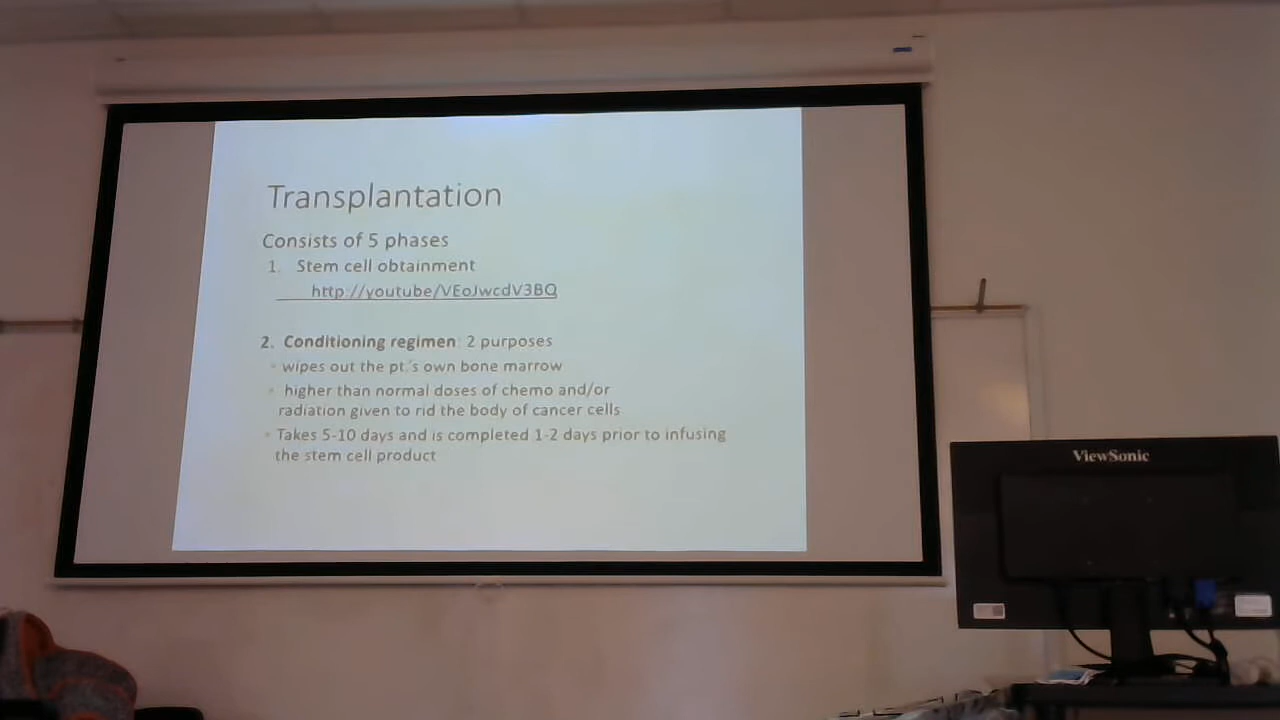 Transplantation
Consists of 5 phases
1. Stem cell obtainment
http://youtube/VEoJwcdV3BQ
2. Conditioning regimen: 2 purposes
◦ wipes out the pt.'s own bone marrow
◦ higher than normal doses of chemo and/or
radiation given to rid the body of cancer cells
◦ Takes 5-10 days and is completed 1-2 days prior to infusing
the stem cell product
ViewSonic